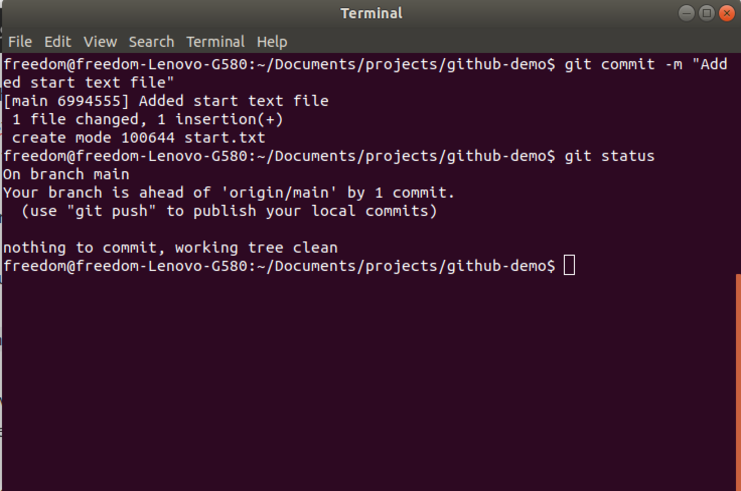 Terminal
File Edit View Search Terminal Help
freedom@freedom-Lenovo-G580:~/Documents/projects/github-demo$ git commit -m "Add
ed start text file"
[main 6994555] Added start text file
 1 file changed, 1 insertion(+)
 create mode 100644 start.txt
freedom@freedom-Lenovo-G580:~/Documents/projects/github-demo$ git status
On branch main
Your branch is ahead of 'origin/main' by 1 commit.
  (use "git push" to publish your local commits)

nothing to commit, working tree clean
freedom@freedom-Lenovo-G580:~/Documents/projects/github-demo$